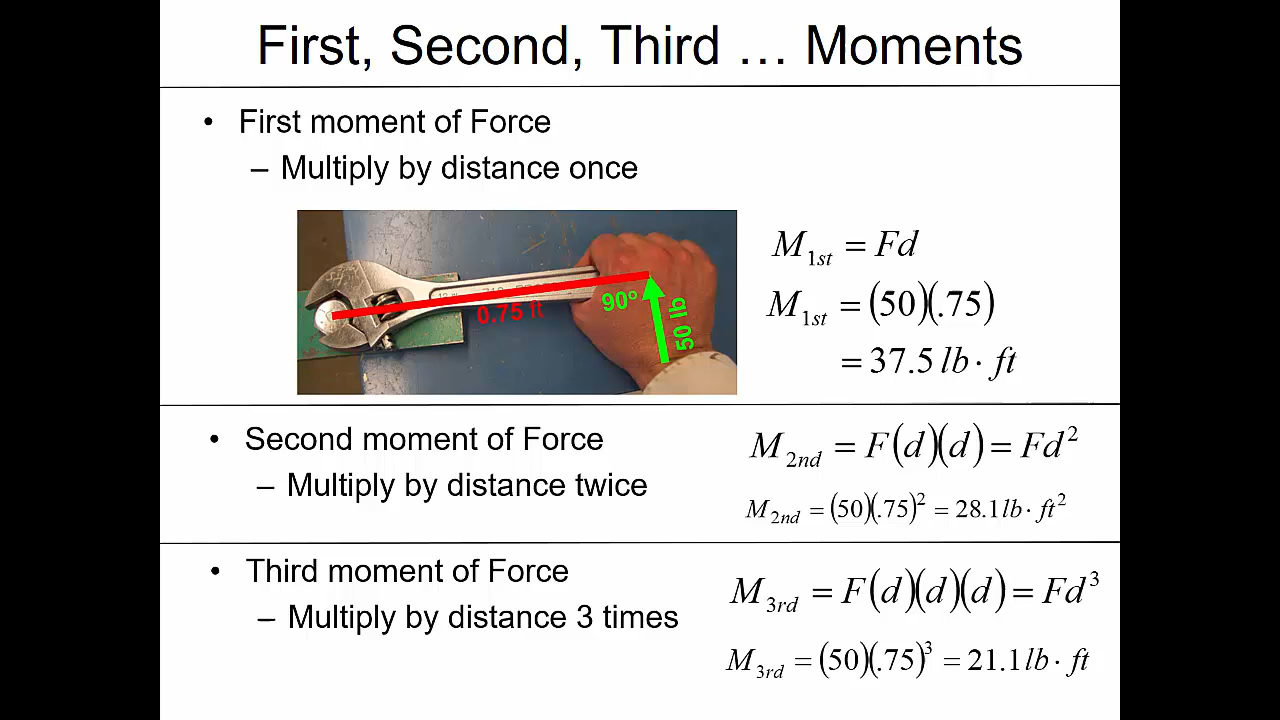 First, Second, Third … Moments
• First moment of Force
– Multiply by distance once
0.75 ft
90º
50 lb
M1st = Fd
M1st = (50)(.75)
= 37.5 lb · ft
• Second moment of Force
– Multiply by distance twice
M2nd = F(d)(d) = Fd²
M2nd = (50)(.75)² = 28.1 lb · ft²
• Third moment of Force
– Multiply by distance 3 times
M3rd = F(d)(d)(d) = Fd³
M3rd = (50)(.75)³ = 21.1 lb · ft